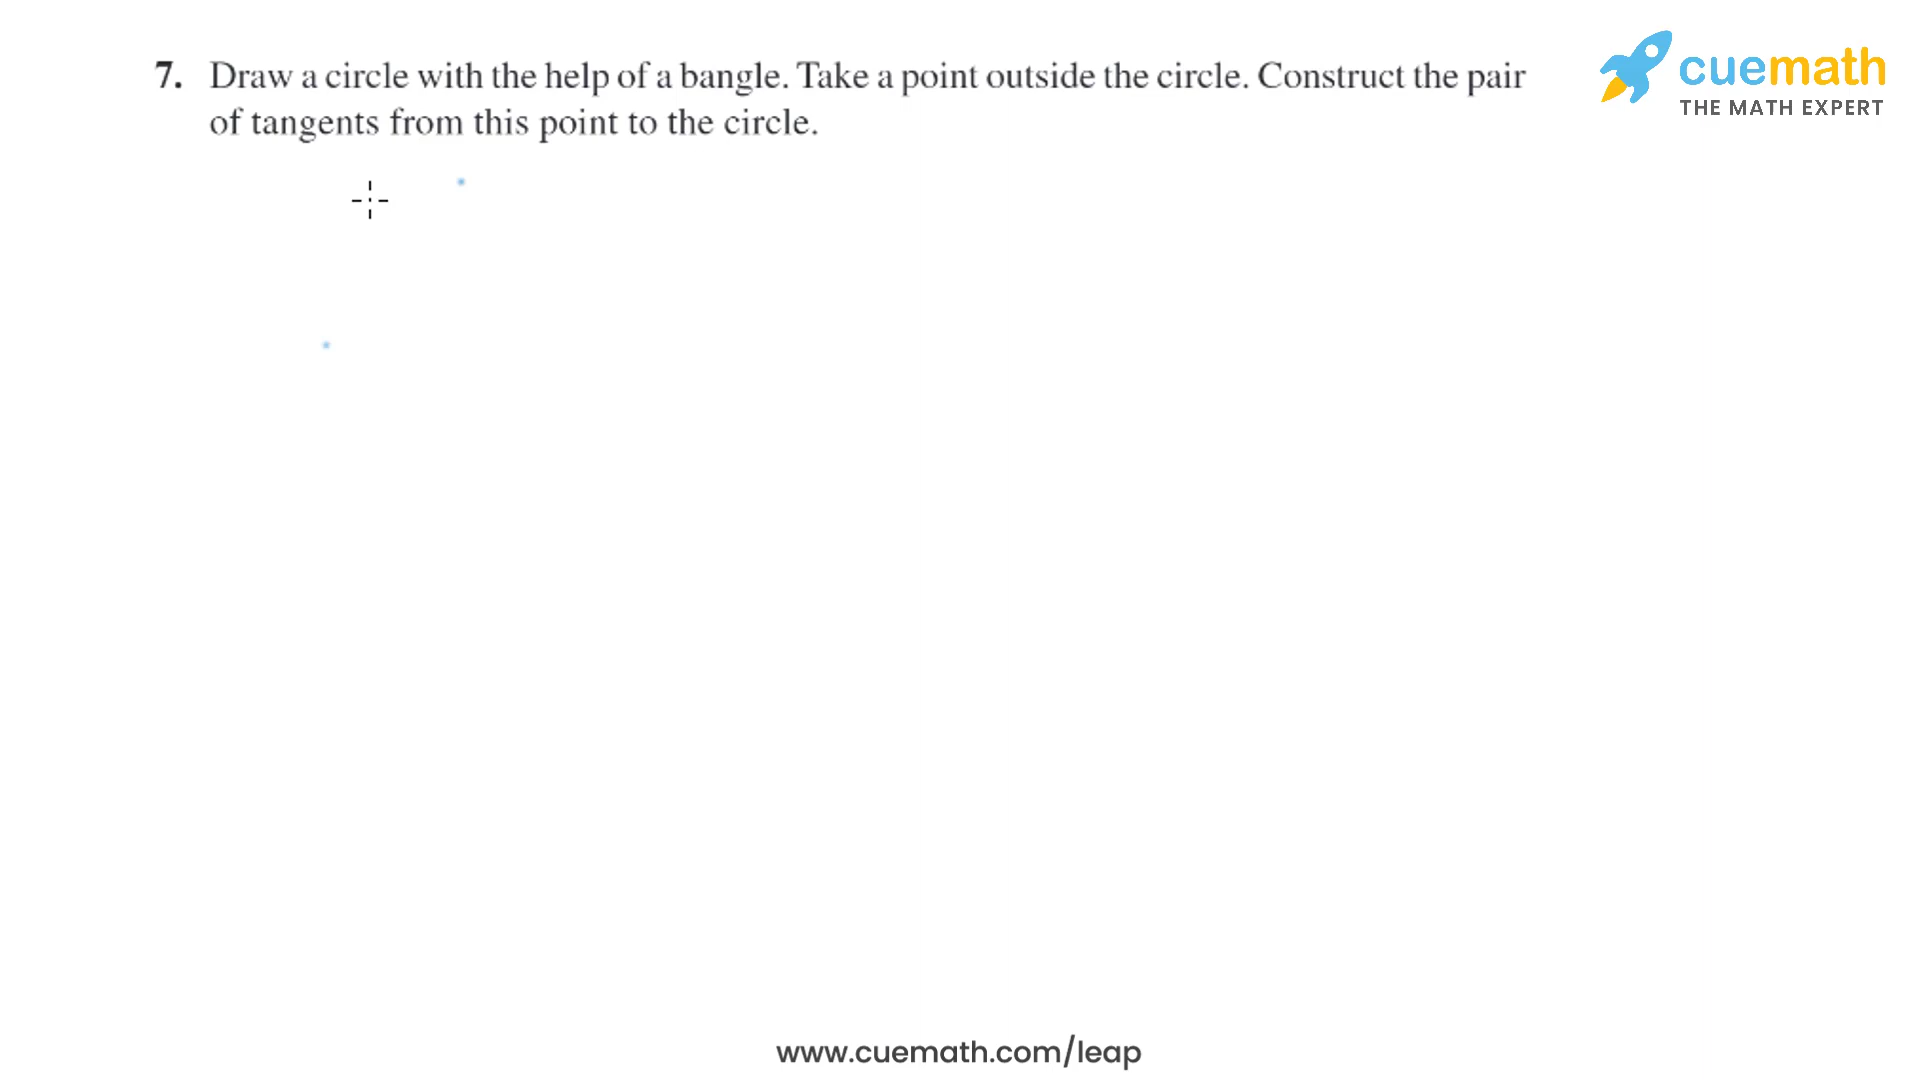 7. Draw a circle with the help of a bangle. Take a point outside the circle. Construct the pair
of tangents from this point to the circle.
cuemath
THE MATH EXPERT
www.cuemath.com/leap